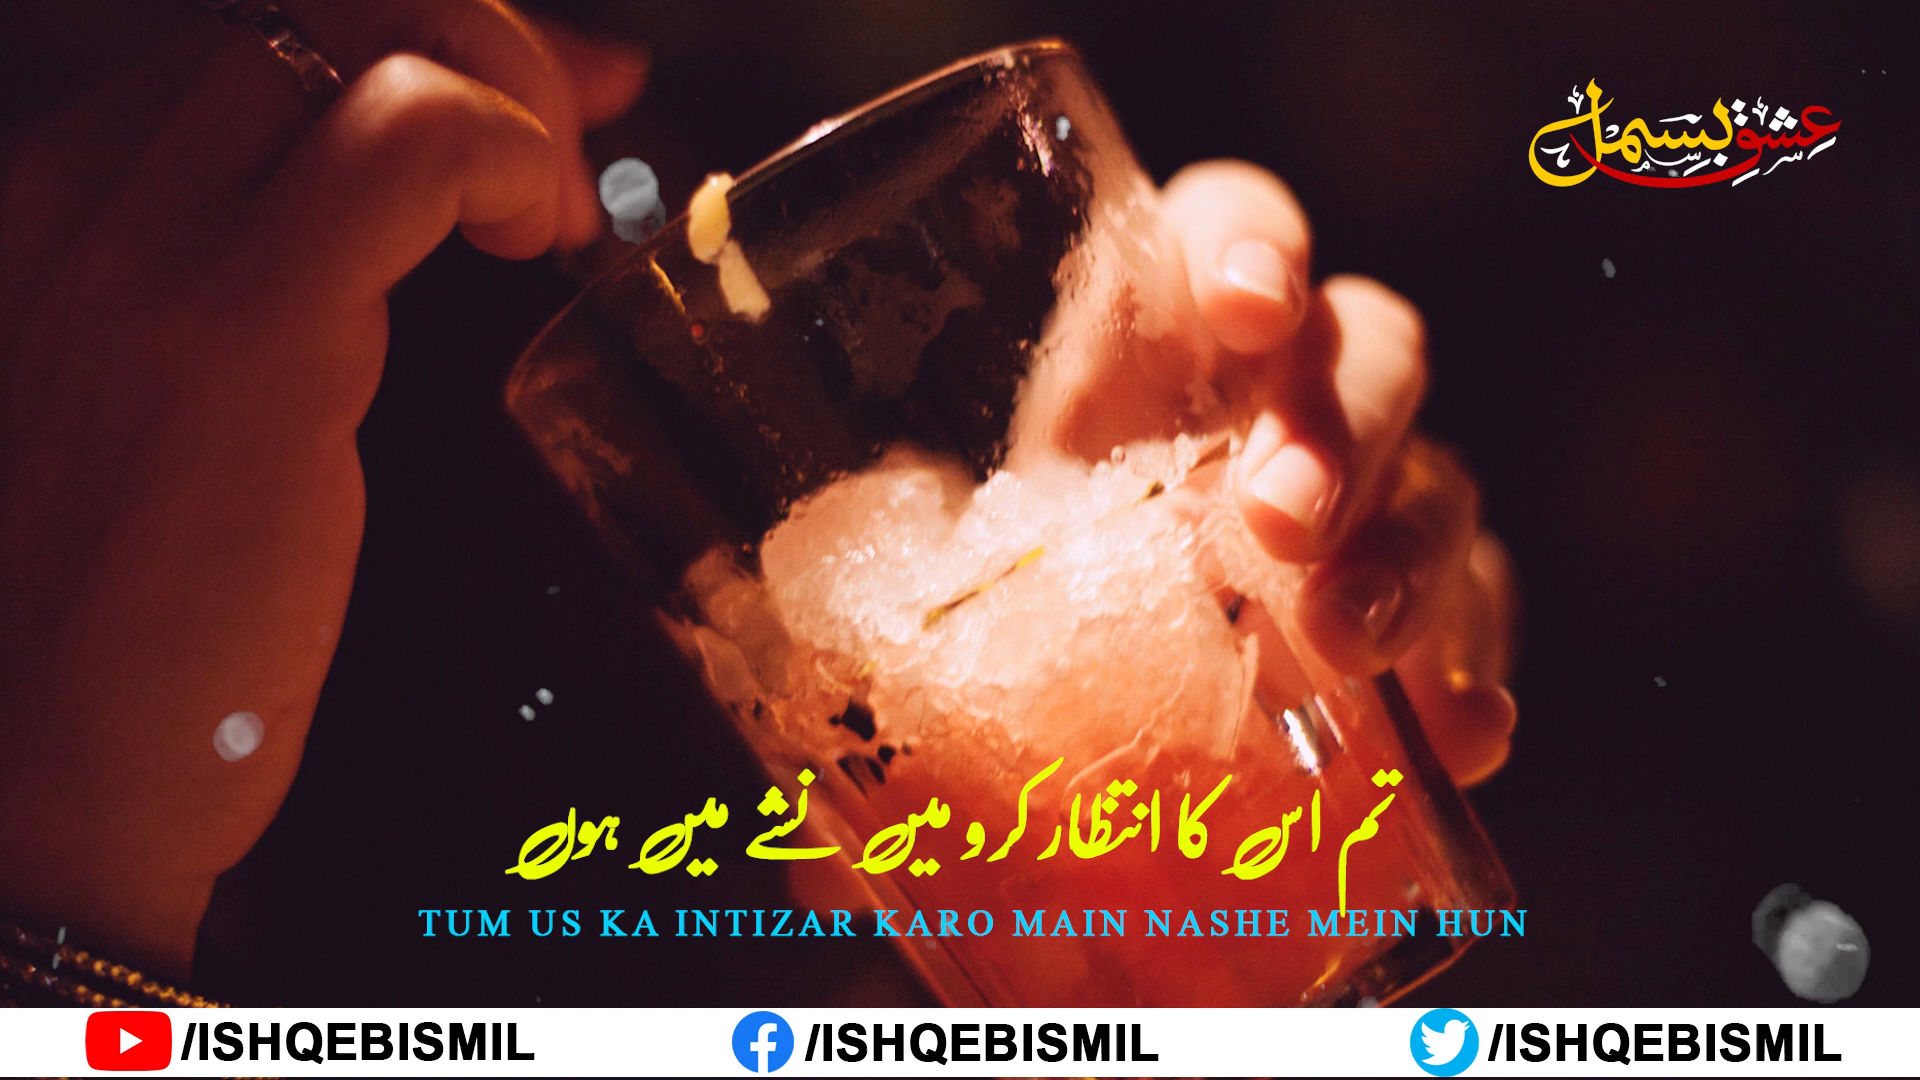 عشق بسمل
تم اس کا انتظار کرو میں نشے میں ہوں
TUM US KA INTIZAR KARO MAIN NASHE MEIN HUN
/ISHQEBISMIL /ISHQEBISMIL /ISHQEBISMIL